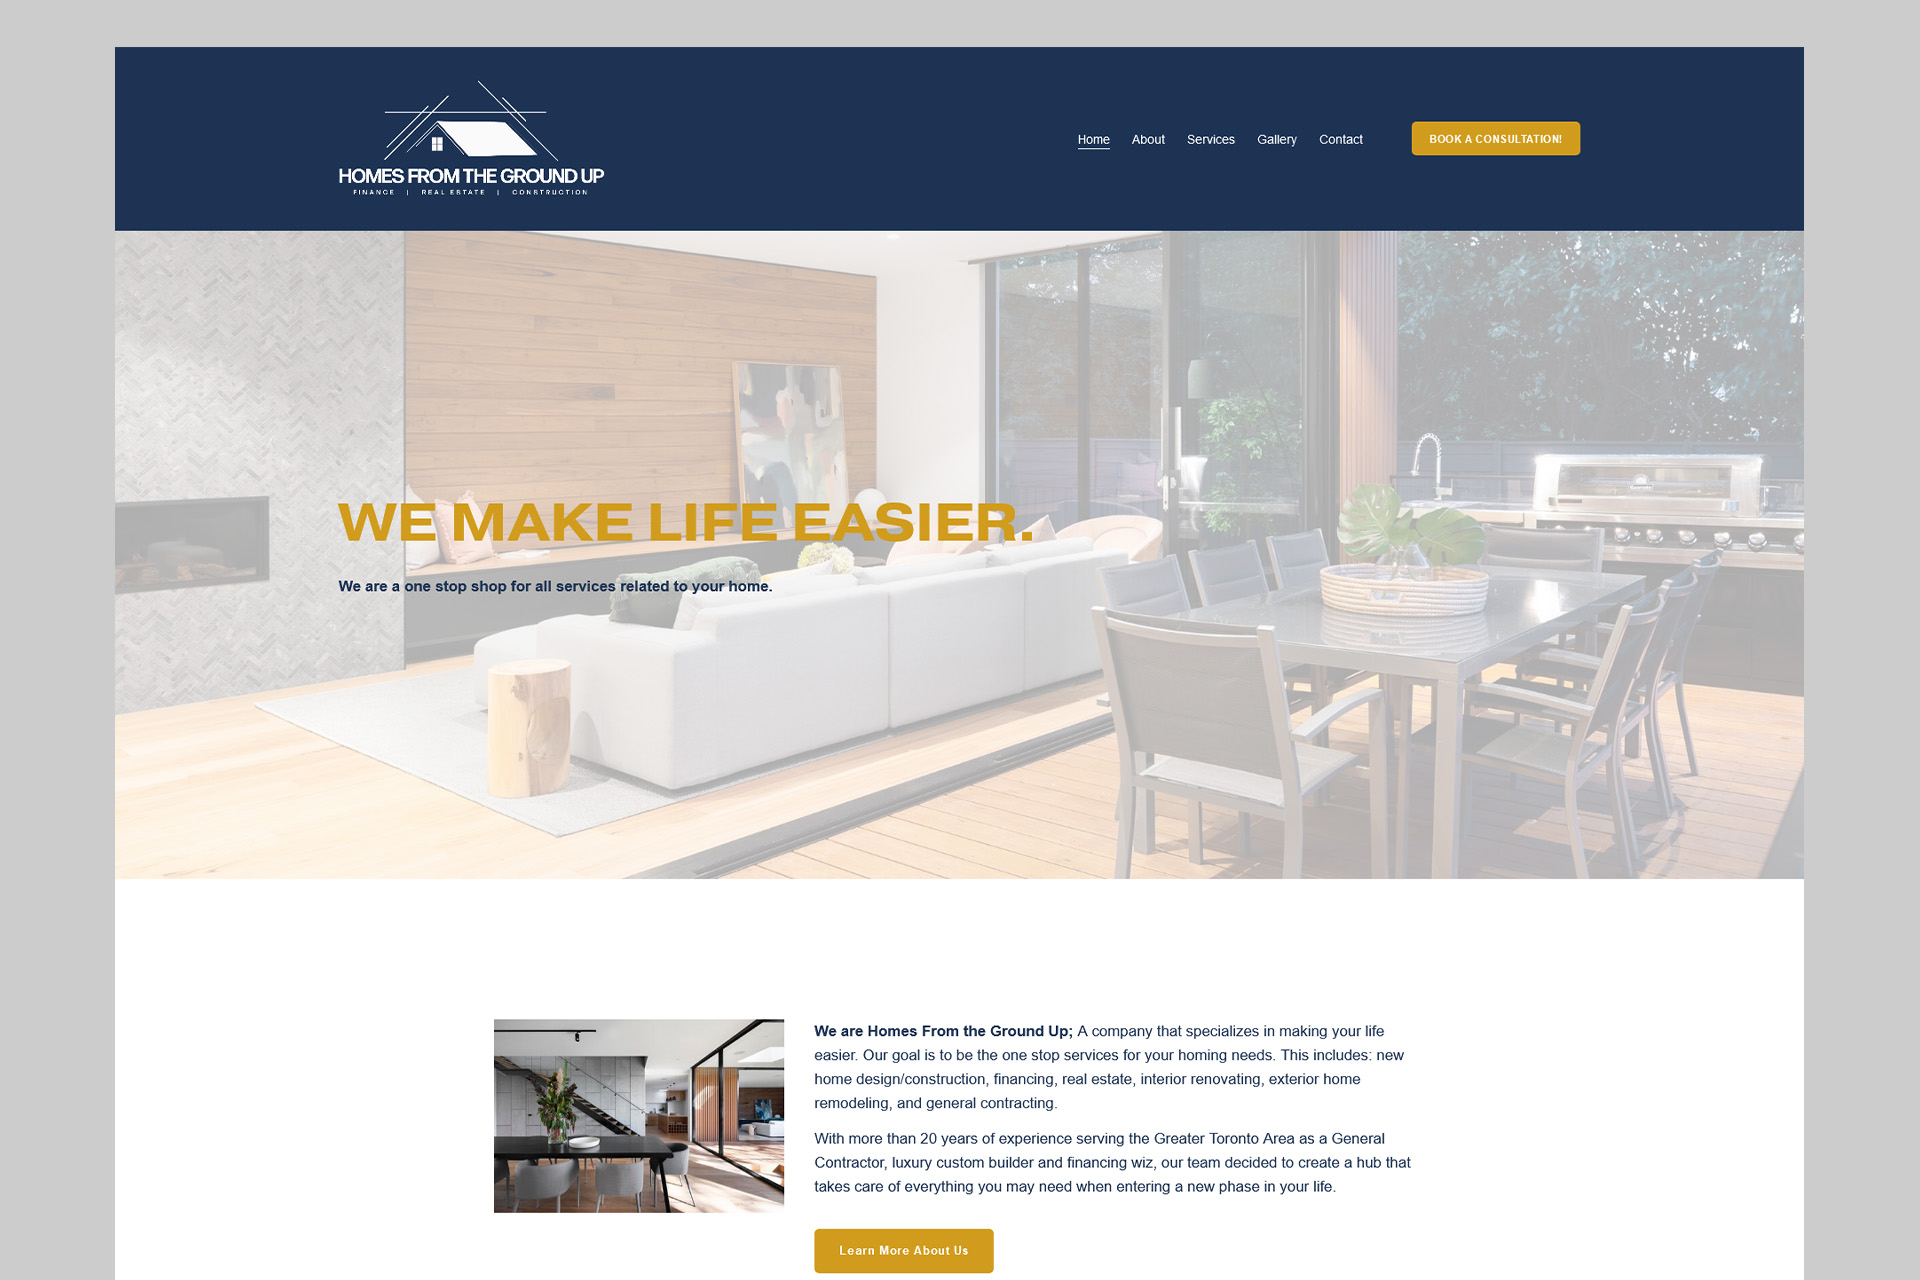 HOMES FROM THE GROUND UP
FINANCE | REAL ESTATE | CONSTRUCTION
Home About Services Gallery Contact BOOK A CONSULTATION!
WE MAKE LIFE EASIER.
We are a one stop shop for all services related to your home.
We are Homes From the Ground Up; A company that specializes in making your life
easier. Our goal is to be the one stop services for your homing needs. This includes: new
home design/construction, financing, real estate, interior renovating, exterior home
remodeling, and general contracting.
With more than 20 years of experience serving the Greater Toronto Area as a General
Contractor, luxury custom builder and financing wiz, our team decided to create a hub that
takes care of everything you may need when entering a new phase in your life.
Learn More About Us